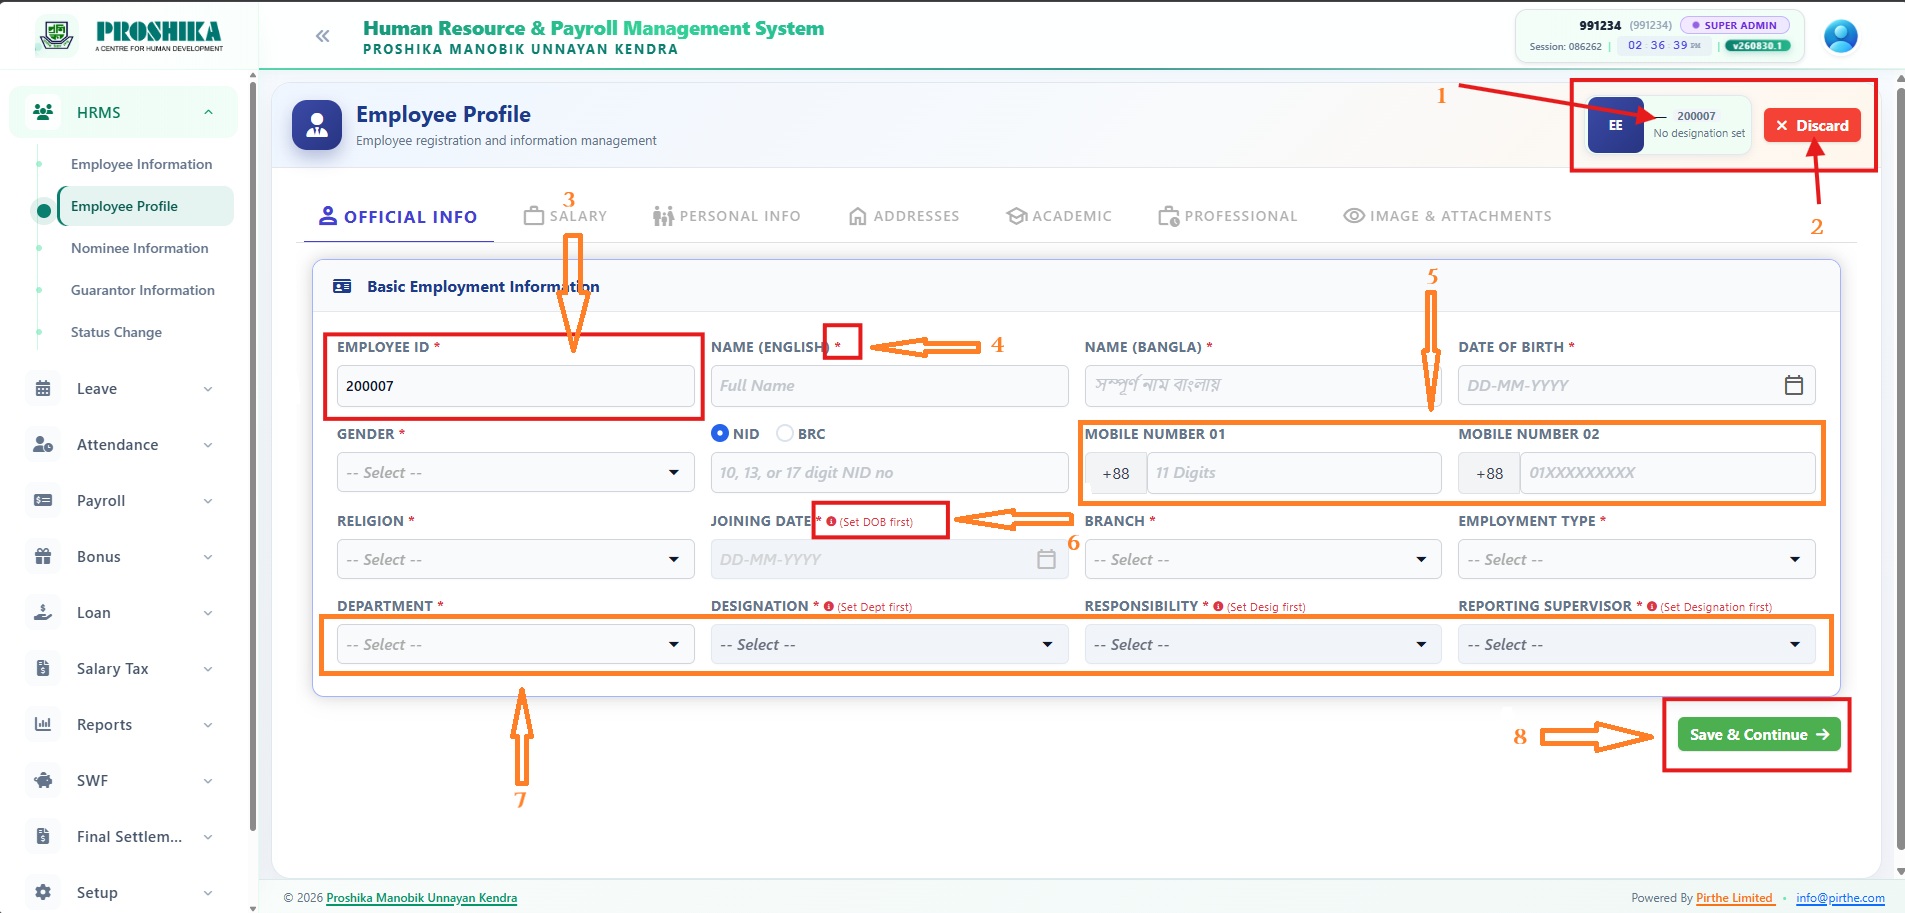 PROSHIKA
A CENTRE FOR HUMAN DEVELOPMENT
Human Resource & Payroll Management System
PROSHIKA MANOBIK UNNAYAN KENDRA
991234 (991234) SUPER ADMIN
Session: 086262 | 02 36 39 PM | v260830.1
HRMS
Employee Information
Employee Profile
Nominee Information
Guarantor Information
Status Change
Leave
Attendance
Payroll
Bonus
Loan
Salary Tax
Reports
SWF
Final Settlem...
Setup
Employee Profile
Employee registration and information management
1
EE
— 200007
No designation set
Discard
2
3
OFFICIAL INFO
SALARY
PERSONAL INFO
ADDRESSES
ACADEMIC
PROFESSIONAL
IMAGE & ATTACHMENTS
Basic Employment Information
5
EMPLOYEE ID *
NAME (ENGLISH) *
4
NAME (BANGLA) *
DATE OF BIRTH *
200007
Full Name
সম্পূর্ণ নাম বাংলায়
DD-MM-YYYY
GENDER *
NID
BRC
MOBILE NUMBER 01
MOBILE NUMBER 02
-- Select --
10, 13, or 17 digit NID no
+88
11 Digits
+88
01XXXXXXXXX
RELIGION *
JOINING DATE * (Set DOB first)
6
BRANCH *
EMPLOYMENT TYPE *
-- Select --
DD-MM-YYYY
-- Select --
-- Select --
DEPARTMENT *
DESIGNATION * (Set Dept first)
RESPONSIBILITY * (Set Desig first)
REPORTING SUPERVISOR * (Set Designation first)
-- Select --
-- Select --
-- Select --
-- Select --
7
8
Save & Continue →
© 2026 Proshika Manobik Unnayan Kendra
Powered By Pirthe Limited • info@pirthe.com